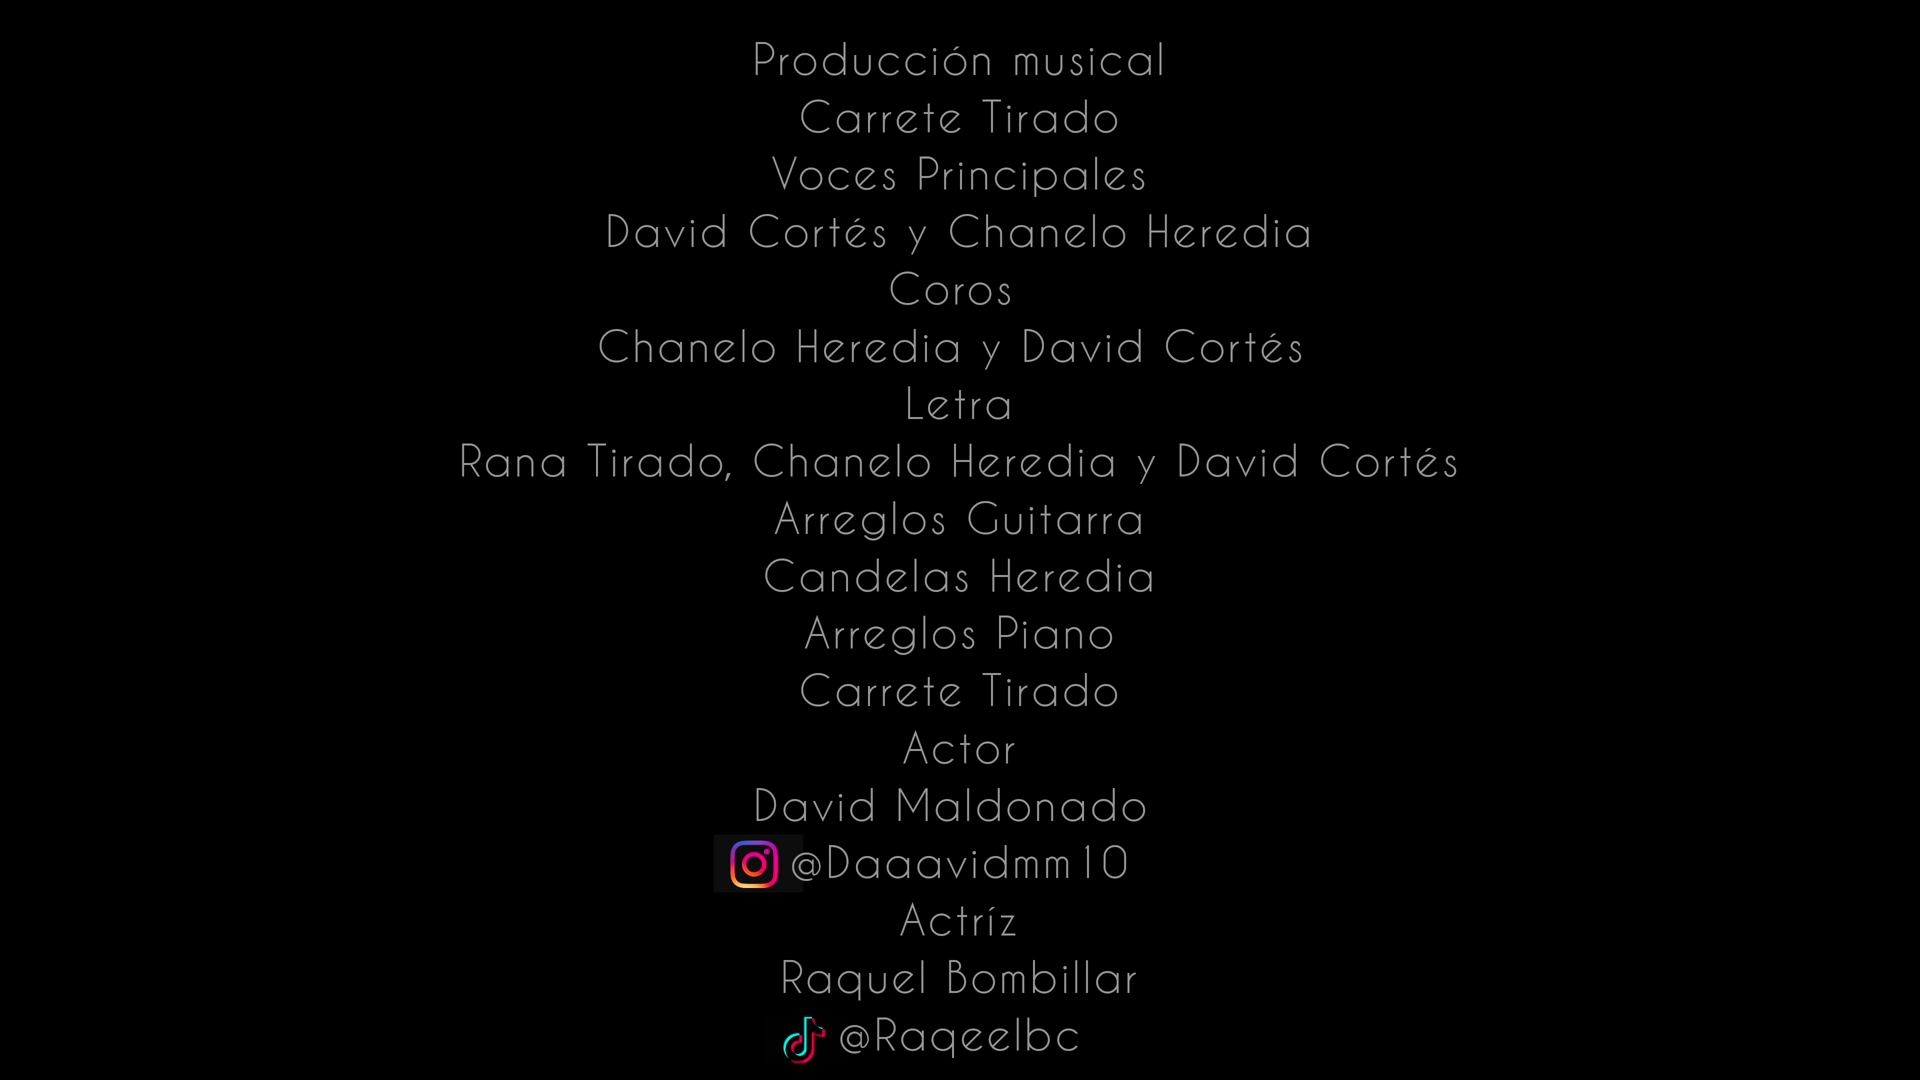 Producción musical
Carrete Tirado
Voces Principales
David Cortés y Chanelo Heredia
Coros
Chanelo Heredia y David Cortés
Letra
Rana Tirado, Chanelo Heredia y David Cortés
Arreglos Guitarra
Candelas Heredia
Arreglos Piano
Carrete Tirado
Actor
David Maldonado
@Daaavidmm10
Actríz
Raquel Bombillar
@Raqeelbc